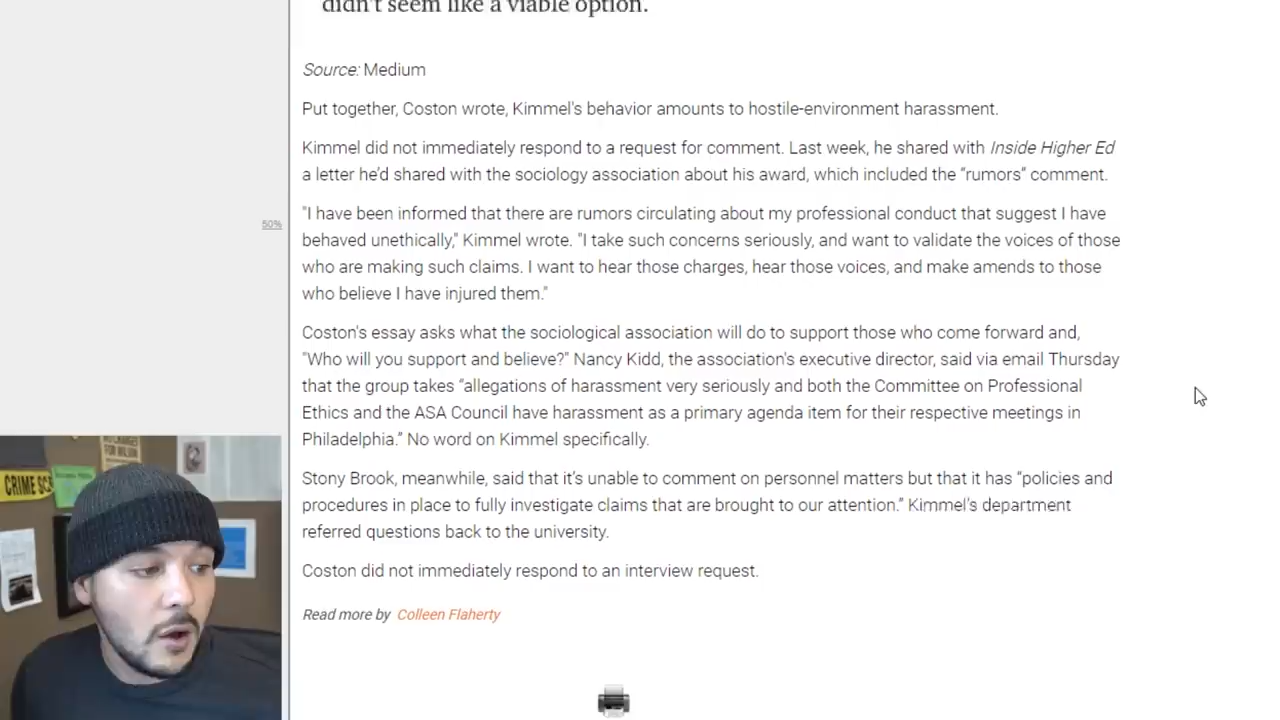 didn't seem like a viable option.
Source: Medium
Put together, Coston wrote, Kimmel's behavior amounts to hostile-environment harassment.
Kimmel did not immediately respond to a request for comment. Last week, he shared with Inside Higher Ed
a letter he'd shared with the sociology association about his award, which included the “rumors” comment.
"I have been informed that there are rumors circulating about my professional conduct that suggest I have
50%
behaved unethically," Kimmel wrote. "I take such concerns seriously, and want to validate the voices of those
who are making such claims. I want to hear those charges, hear those voices, and make amends to those
who believe I have injured them."
Coston's essay asks what the sociological association will do to support those who come forward and,
"Who will you support and believe?" Nancy Kidd, the association's executive director, said via email Thursday
that the group takes “allegations of harassment very seriously and both the Committee on Professional
Ethics and the ASA Council have harassment as a primary agenda item for their respective meetings in
Philadelphia.” No word on Kimmel specifically.
Stony Brook, meanwhile, said that it’s unable to comment on personnel matters but that it has “policies and
procedures in place to fully investigate claims that are brought to our attention.” Kimmel’s department
referred questions back to the university.
Coston did not immediately respond to an interview request.
Read more by Colleen Flaherty
FOR WILSON
CRIME SC